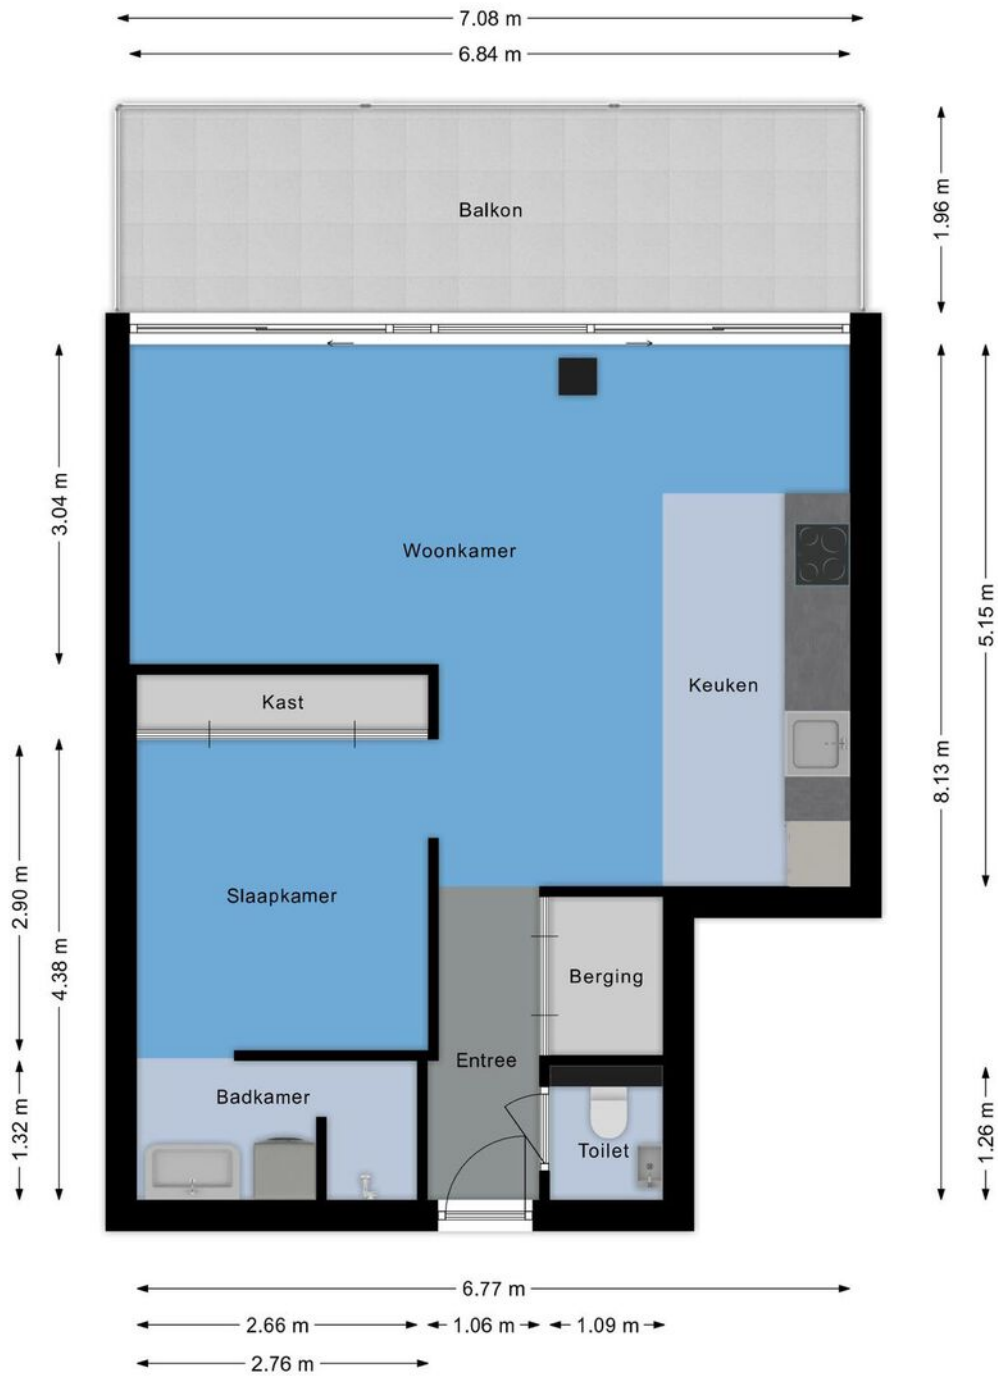 7.08 m
6.84 m
Balkon
1.96 m
3.04 m
Woonkamer
5.15 m
Keuken
Kast
8.13 m
2.90 m
Slaapkamer
4.38 m
Berging
Entree
Badkamer
1.32 m
Toilet
1.26 m
6.77 m
2.66 m
1.06 m
1.09 m
2.76 m